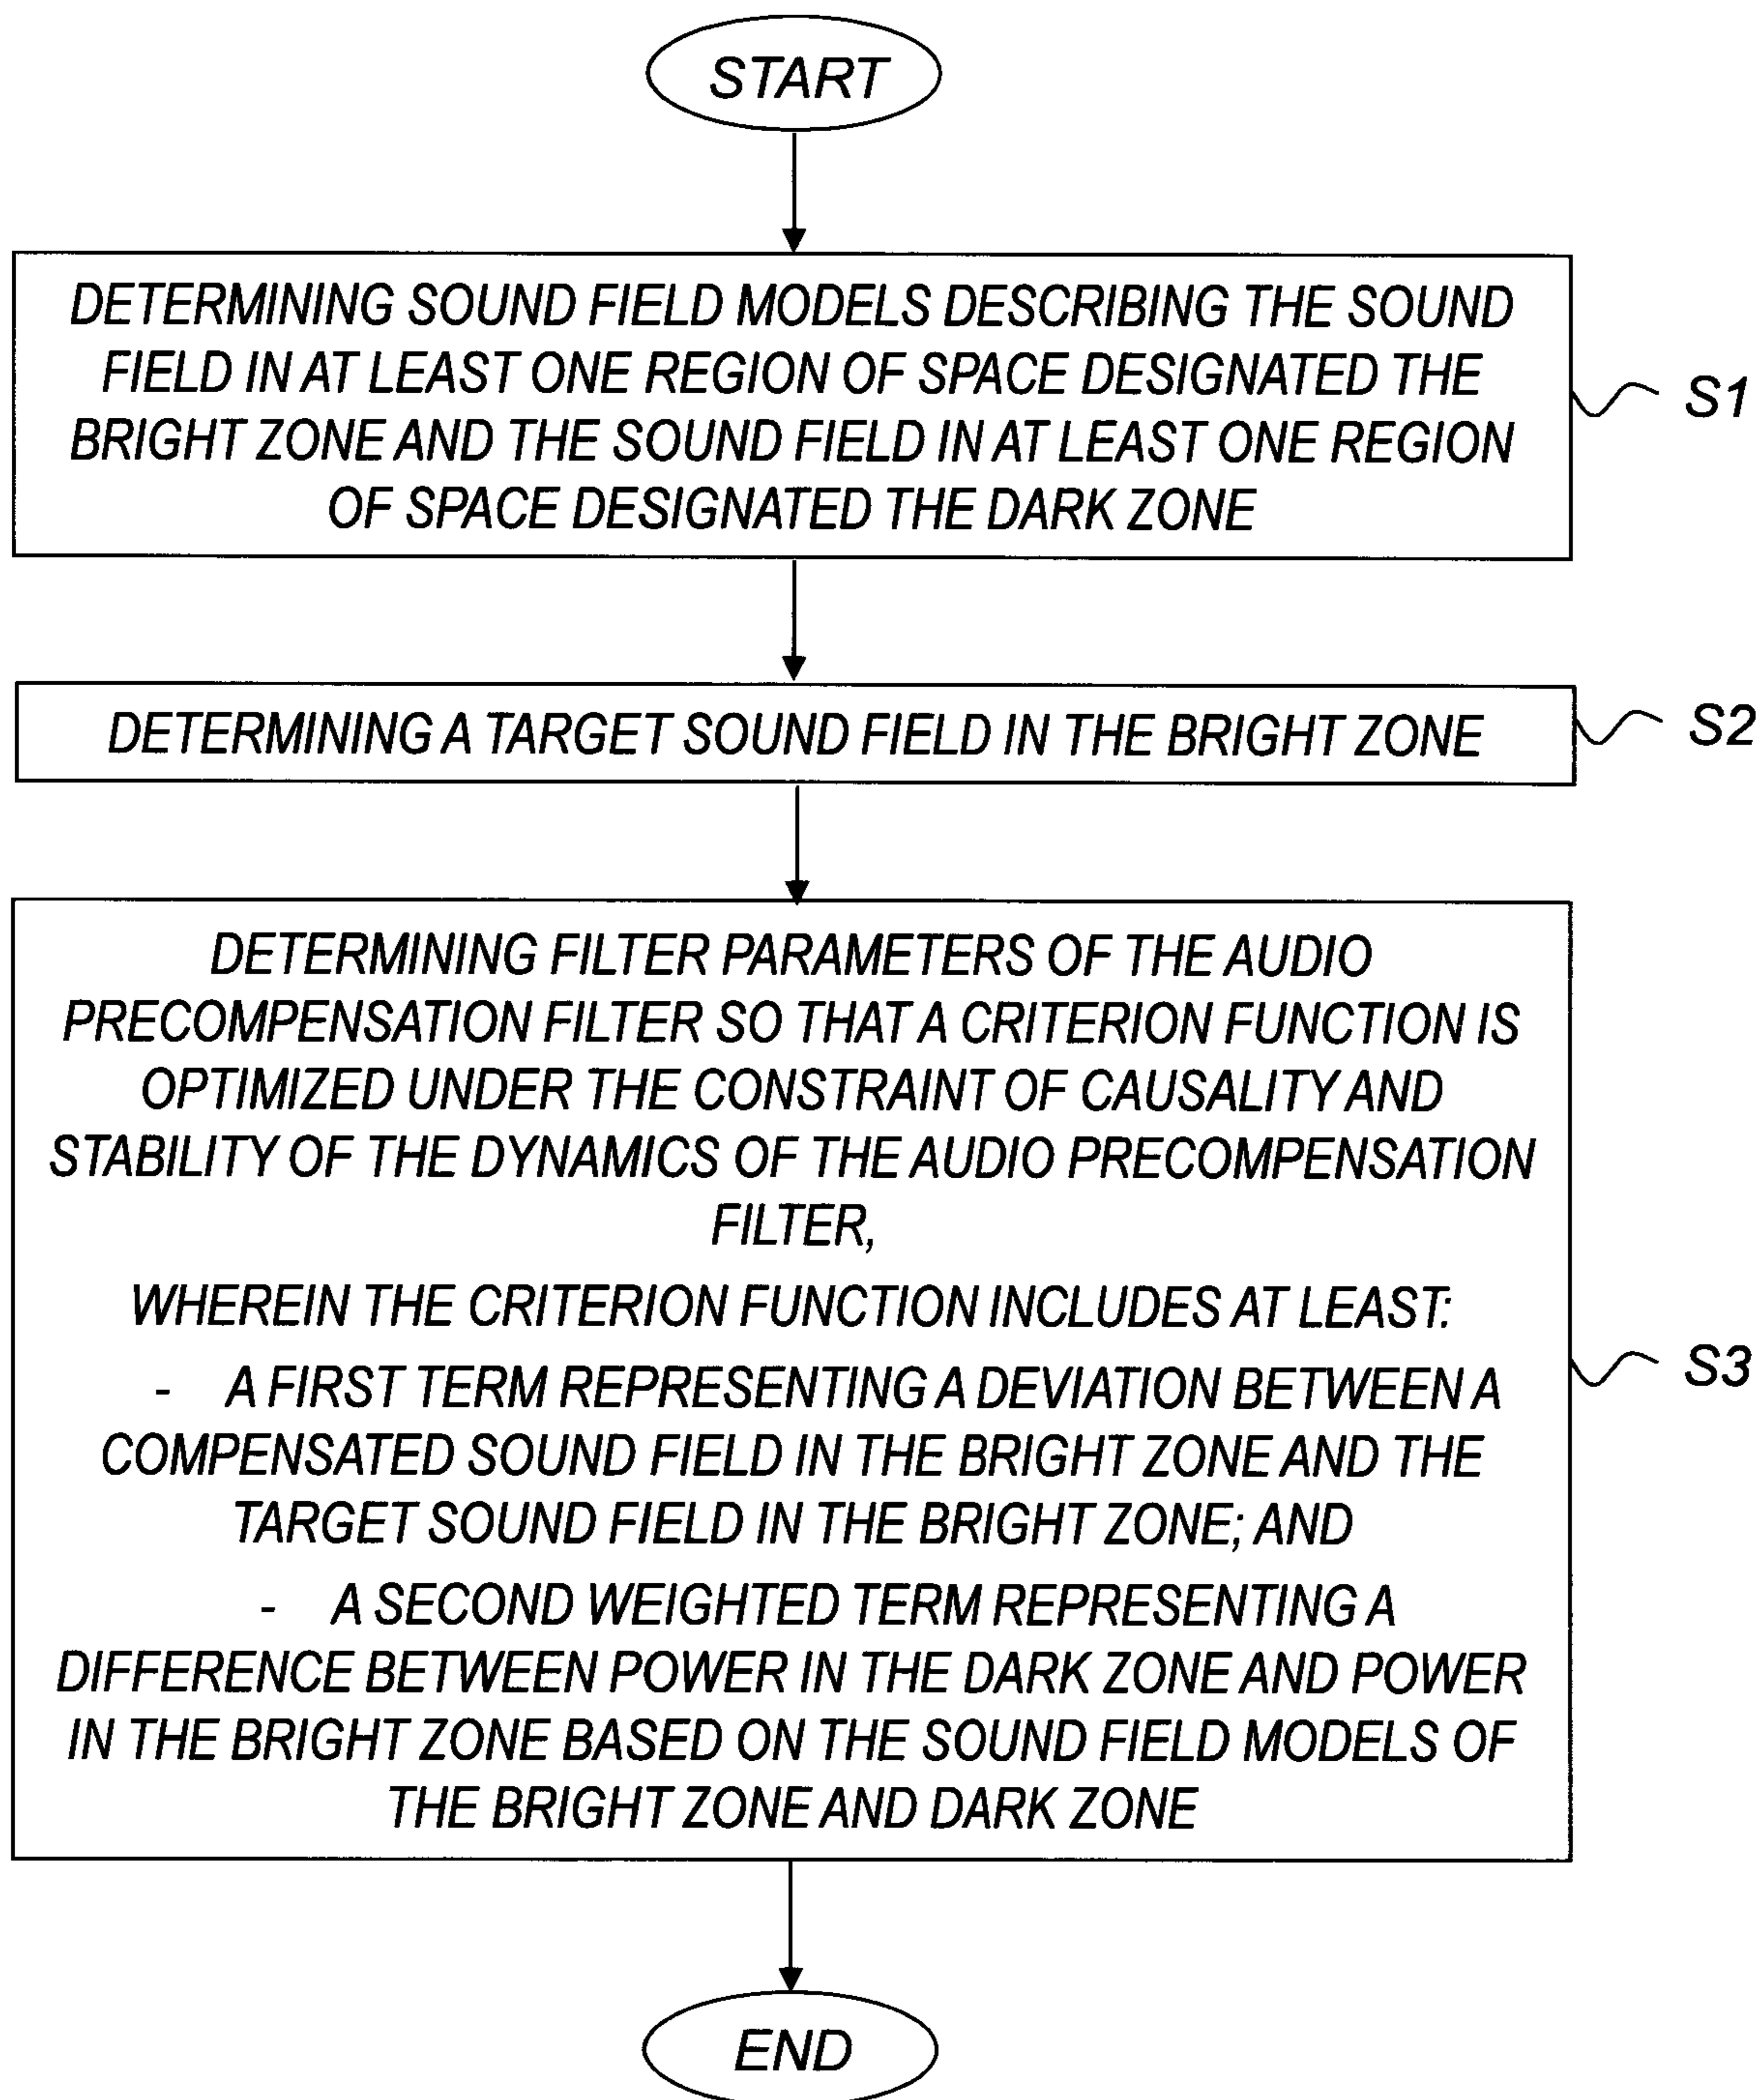 START
DETERMINING SOUND FIELD MODELS DESCRIBING THE SOUND
FIELD IN AT LEAST ONE REGION OF SPACE DESIGNATED THE
BRIGHT ZONE AND THE SOUND FIELD IN AT LEAST ONE REGION
OF SPACE DESIGNATED THE DARK ZONE
S1
DETERMINING A TARGET SOUND FIELD IN THE BRIGHT ZONE
S2
DETERMINING FILTER PARAMETERS OF THE AUDIO
PRECOMPENSATION FILTER SO THAT A CRITERION FUNCTION IS
OPTIMIZED UNDER THE CONSTRAINT OF CAUSALITY AND
STABILITY OF THE DYNAMICS OF THE AUDIO PRECOMPENSATION
FILTER,
WHEREIN THE CRITERION FUNCTION INCLUDES AT LEAST:
- A FIRST TERM REPRESENTING A DEVIATION BETWEEN A
COMPENSATED SOUND FIELD IN THE BRIGHT ZONE AND THE
TARGET SOUND FIELD IN THE BRIGHT ZONE; AND
- A SECOND WEIGHTED TERM REPRESENTING A
DIFFERENCE BETWEEN POWER IN THE DARK ZONE AND POWER
IN THE BRIGHT ZONE BASED ON THE SOUND FIELD MODELS OF
THE BRIGHT ZONE AND DARK ZONE
S3
END